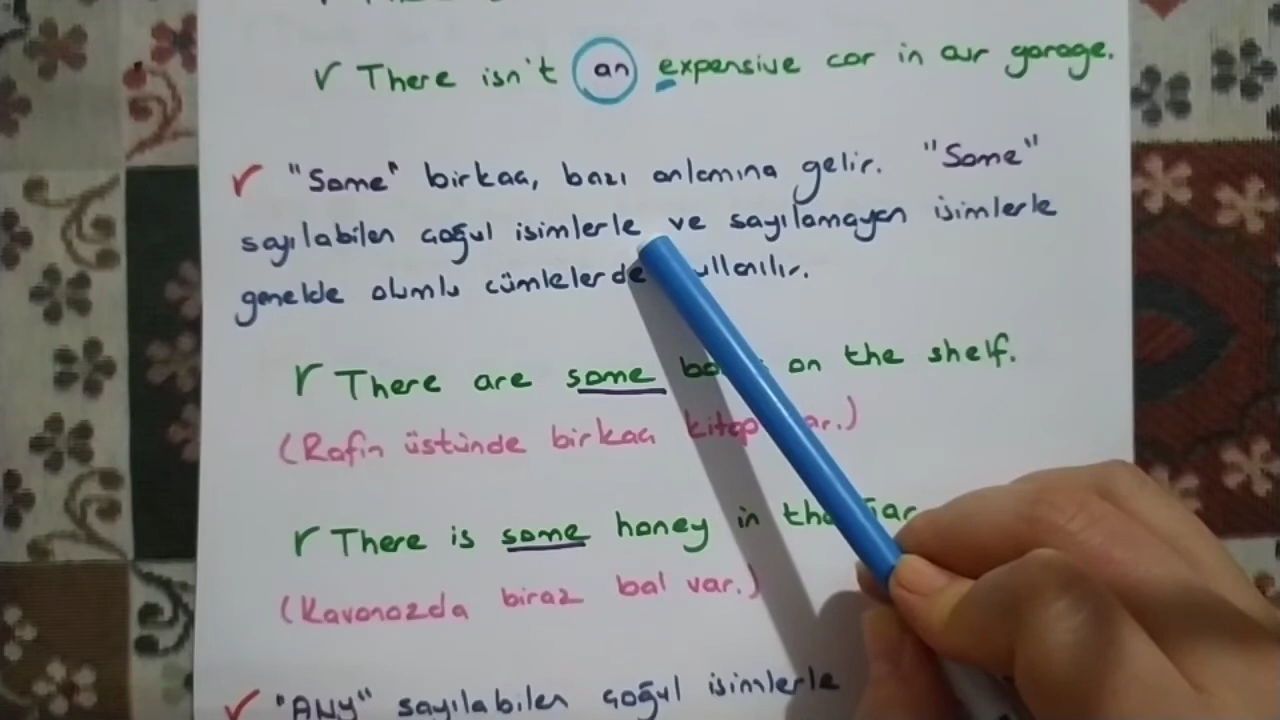 ✓ There isn't an expensive car in our garage.
✓ "Some" birkaç, bazı anlamına gelir. "Some"
sayılabilen çoğul isimlerle ve sayılamayan isimlerle
genelde olumlu cümlelerde
✓ There are some on the shelf.
(Rafın üstünde birkaç kitap
✓ There is some honey in the Jar
(Kavanozda biraz bal var.)
✓ "ANY" sayılabilen çoğul isimlerle